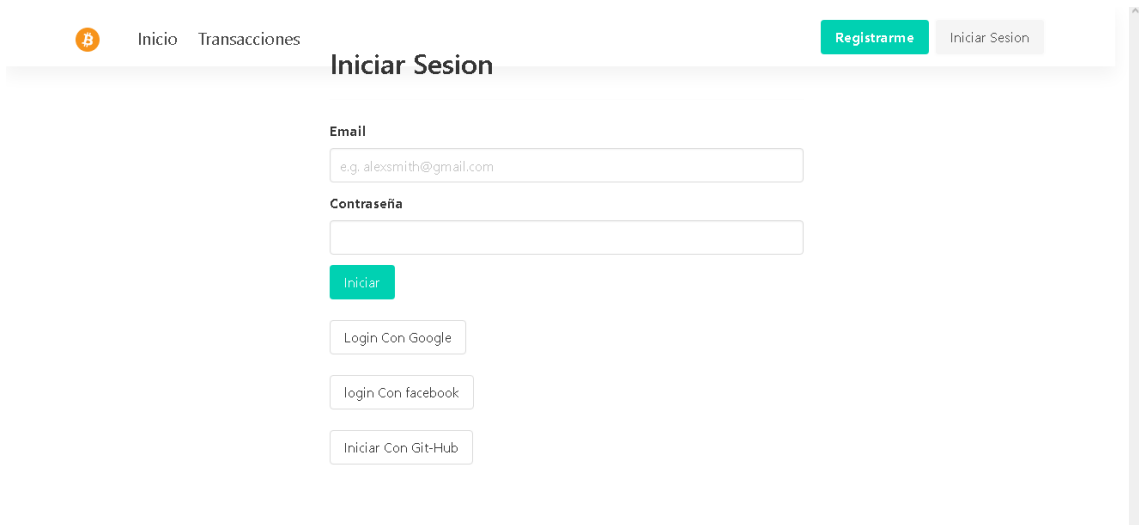 Inicio Transacciones Registrarme Iniciar Sesion
Iniciar Sesion
Email
e.g. alexsmith@gmail.com
Contraseña
Iniciar
Login Con Google
login Con facebook
Iniciar Con Git-Hub